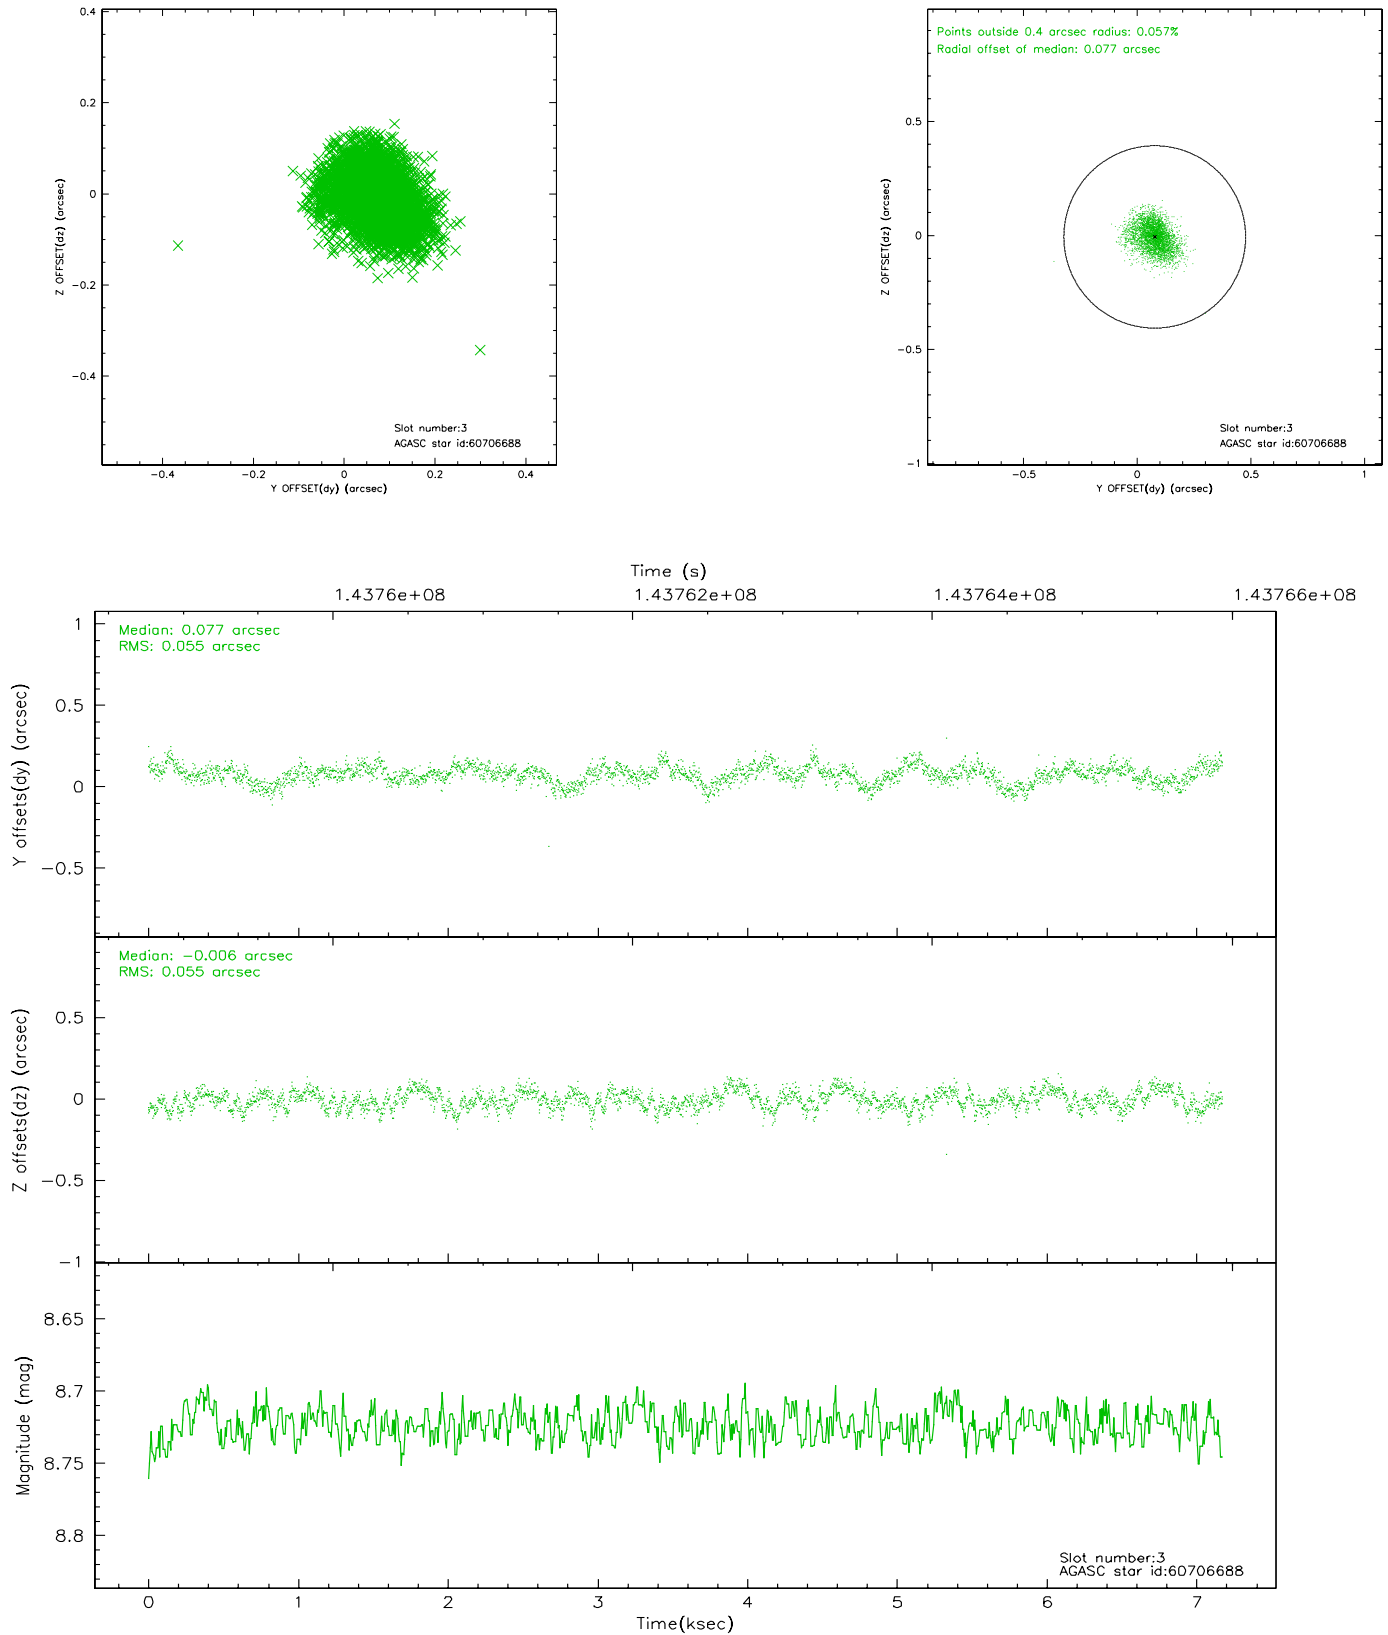 0.4
0.2
0
−0.2
−0.4
Z OFFSET(dz) (arcsec)
Slot number:3
AGASC star id:60706688
−0.4 −0.2 0 0.2 0.4
Y OFFSET(dy) (arcsec)
Points outside 0.4 arcsec radius: 0.057%
Radial offset of median: 0.077 arcsec
0.5
0
−0.5
−1
Z OFFSET(dz) (arcsec)
Slot number:3
AGASC star id:60706688
−0.5 0 0.5 1
Y OFFSET(dy) (arcsec)
Time (s)
1.4376e+08 1.43762e+08 1.43764e+08 1.43766e+08
Median: 0.077 arcsec
RMS: 0.055 arcsec
1
0.5
0
−0.5
Y offsets(dy) (arcsec)
Median: −0.006 arcsec
RMS: 0.055 arcsec
0.5
0
−0.5
−1
Z offsets(dz) (arcsec)
8.65
8.7
8.75
8.8
Magnitude (mag)
Slot number:3
AGASC star id:60706688
0 1 2 3 4 5 6 7
Time(ksec)